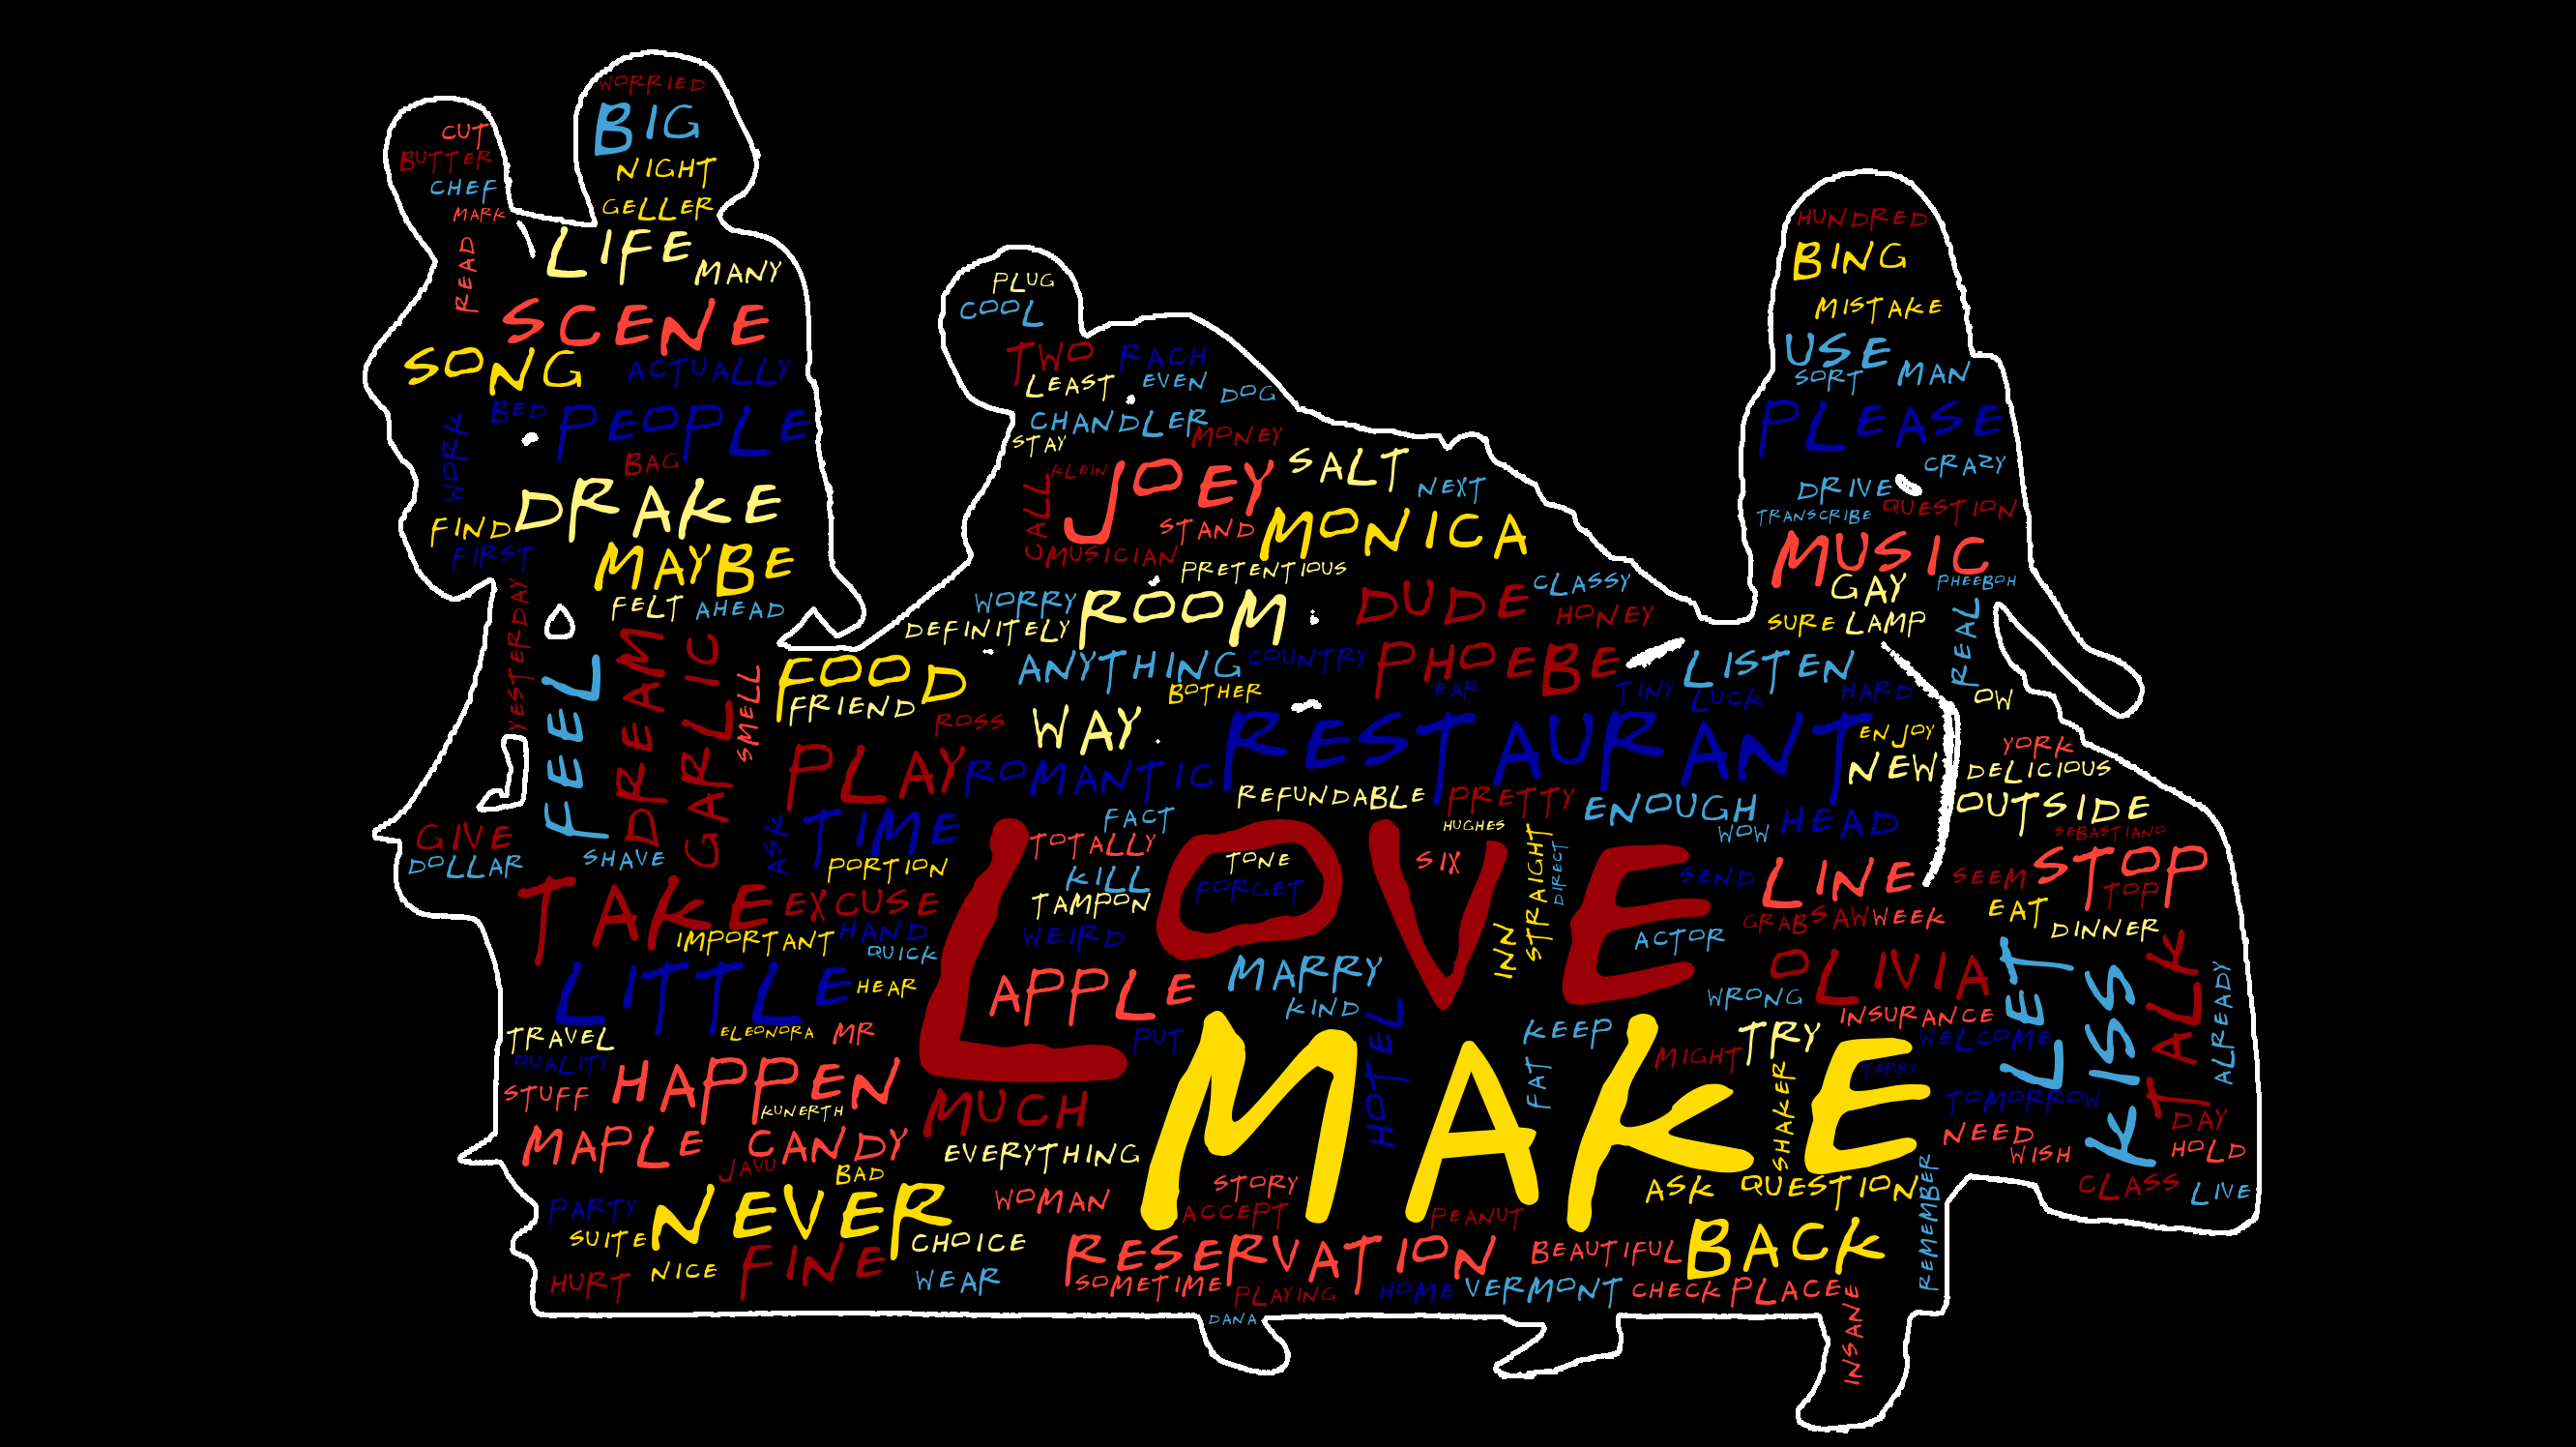 WORRIED
BIG
NIGHT
GELLER
LIFE
MANY
CUT
BUTTER
CHEF
MARK
READ
SCENE
SONG
ACTUALLY
BED
PEOPLE
WORK
BAG
DRAKE
FIND
FIRST
MAYBE
FELT AHEAD
YESTERDAY
FEEL
DREAM
GARLIC
SMELL
GIVE
DOLLAR
SHAVE
PLUG
COOL
TWO RACH
LEAST EVEN DOG
CHANDLER
STAY MONEY
KLEIN
CALL
JOEY
SALT
NEXT
STAND
MONICA
MUSICIAN
PRETENTIOUS
WORRY
DEFINITELY
ROOM
DUDE
CLASSY
HONEY
HUNDRED
BING
MISTAKE
USE
SORT MAN
PLEASE
CRAZY
DRIVE
TRANSCRIBE QUESTION
MUSIC
GAY PHEEBOH
SURE LAMP
REAL
OW
FOOD
FRIEND
ANYTHING COUNTRY
PHOEBE
LISTEN
BOTHER EAR TINY LUCK HARD
ROSS
WAY
PLAY
ROMANTIC
RESTAURANT
ENJOY
NEW
YORK
DELICIOUS
REFUNDABLE PRETTY
ENOUGH
OUTSIDE
ASK
TIME
FACT
HUGHES
WOW HEAD
SEBASTIANO
TOTALLY
PORTION
KILL
TAMPON
WEIRD
TONE
FORGET
SIX
STRAIGHT
DIRECT
INN
LOVE
SEND
LINE
SEEM
STOP
TOP
TAKE
EXCUSE
IMPORTANT HAND
QUICK
GRAB SAW WEEK
EAT
DINNER
ACTOR
LITTLE
HEAR
APPLE
MARRY
KIND
OLIVIA
WRONG
INSURANCE
LET
KISS
TALK
ALREADY
TRAVEL
ELEONORA MR
PUT
HOTEL
KEEP
FAT
MIGHT
TRY
WELCOME
QUALITY
STUFF
HAPPEN
KUNERTH
MUCH
MAKE
SHAKER
TERRY
TOMORROW
DAY
NEED
WISH
HOLD
MAPLE CANDY
JAVU
BAD
EVERYTHING
STORY
WOMAN
ACCEPT
PEANUT
ASK QUESTION
REMEMBER
CLASS LIVE
PARTY
SUITE
NEVER
CHOICE
HURT
NICE
FINE
WEAR
RESERVATION
BEAUTIFUL
BACK
SOMETIME PLAYING
HOME VERMONT CHECK PLACE
DANA
INSANE